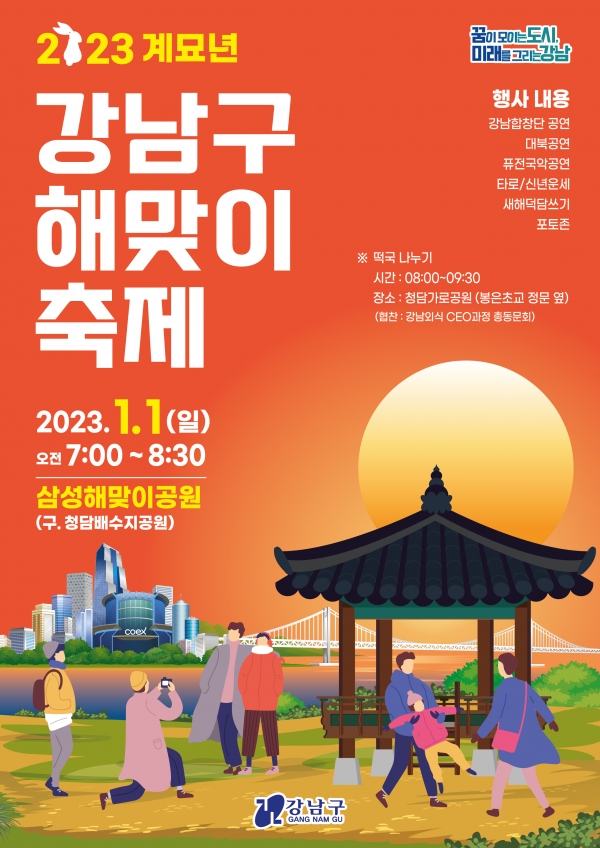 2023 계묘년
꿈이 모이는 도시,
미래를 그리는 강남
강남구
해맞이
축제
행사 내용
강남합창단 공연
대북공연
퓨전국악공연
타로/신년운세
새해덕담쓰기
포토존
※ 떡국 나누기
시간 : 08:00~09:30
장소 : 청담가로공원 (봉은초교 정문 옆)
(협찬 : 강남외식 CEO과정 총동문회)
2023. 1.1 (일)
오전 7:00 ~ 8:30
삼성해맞이공원
(구. 청담배수지공원)
coex
강남구
GANG NAM GU